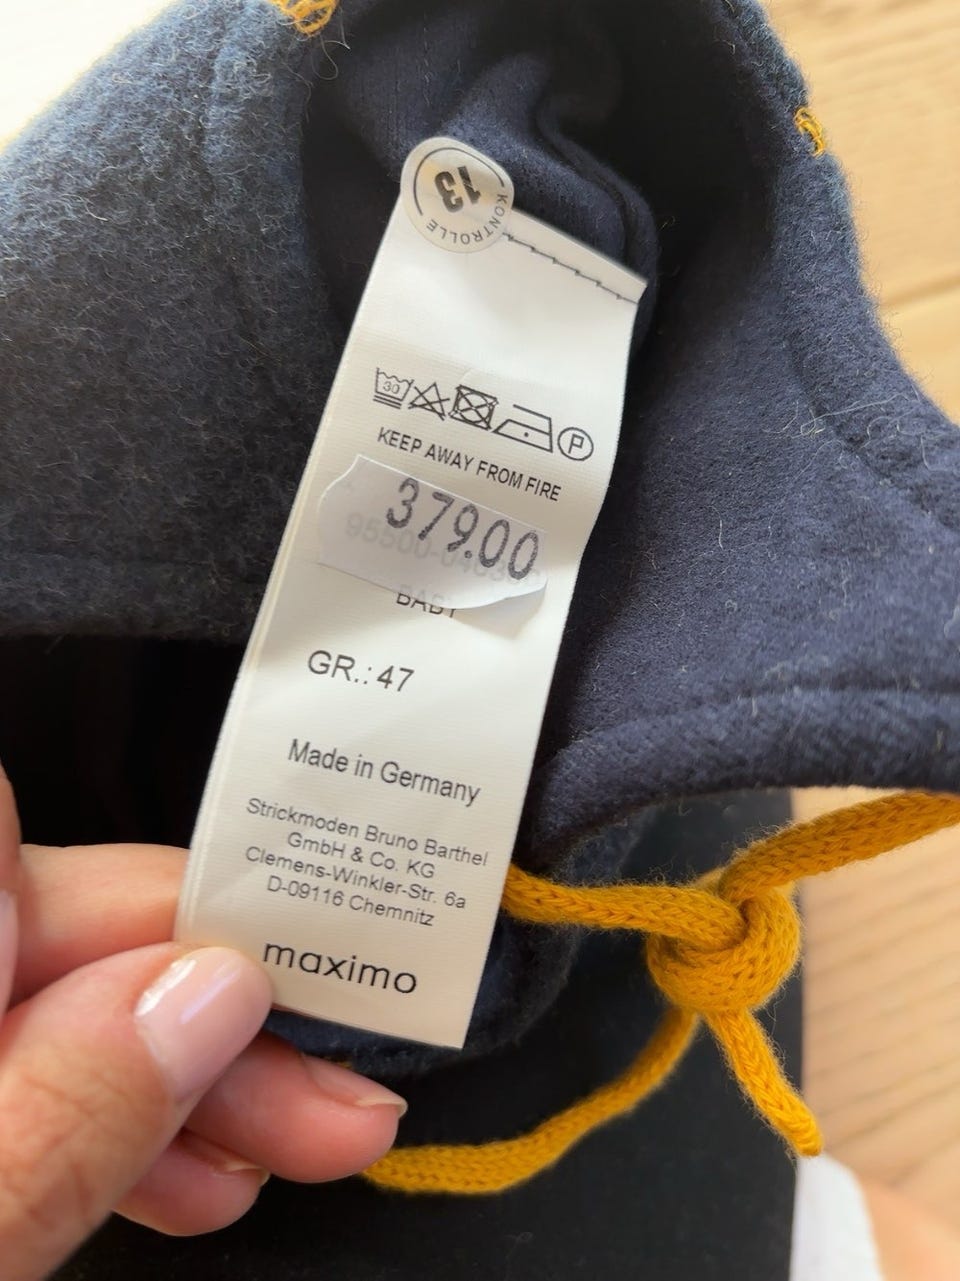 13
KONTROLLE
30
P
KEEP AWAY FROM FIRE
379.00
BABY
GR.: 47
Made in Germany
Strickmoden Bruno Barthel
GmbH & Co. KG
Clemens-Winkler-Str. 6a
D-09116 Chemnitz
maximo